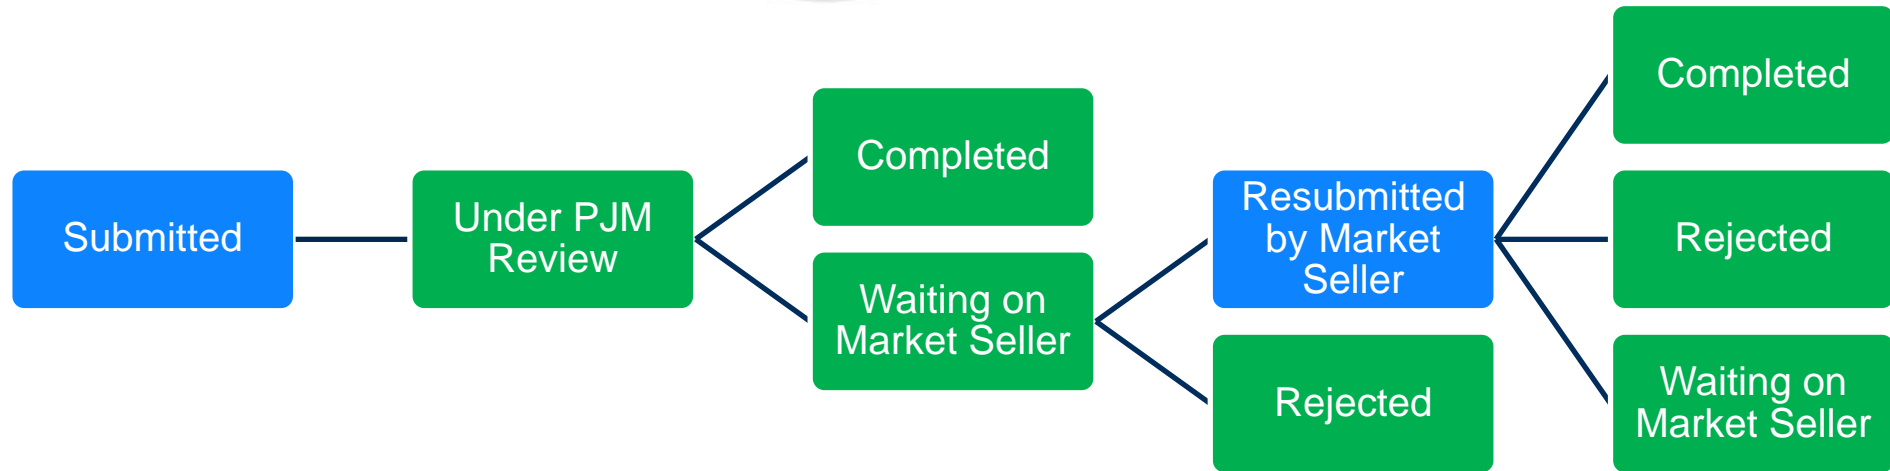 Submitted
Under PJM
Review
Completed
Waiting on
Market Seller
Resubmitted
by Market
Seller
Rejected
Completed
Rejected
Waiting on
Market Seller